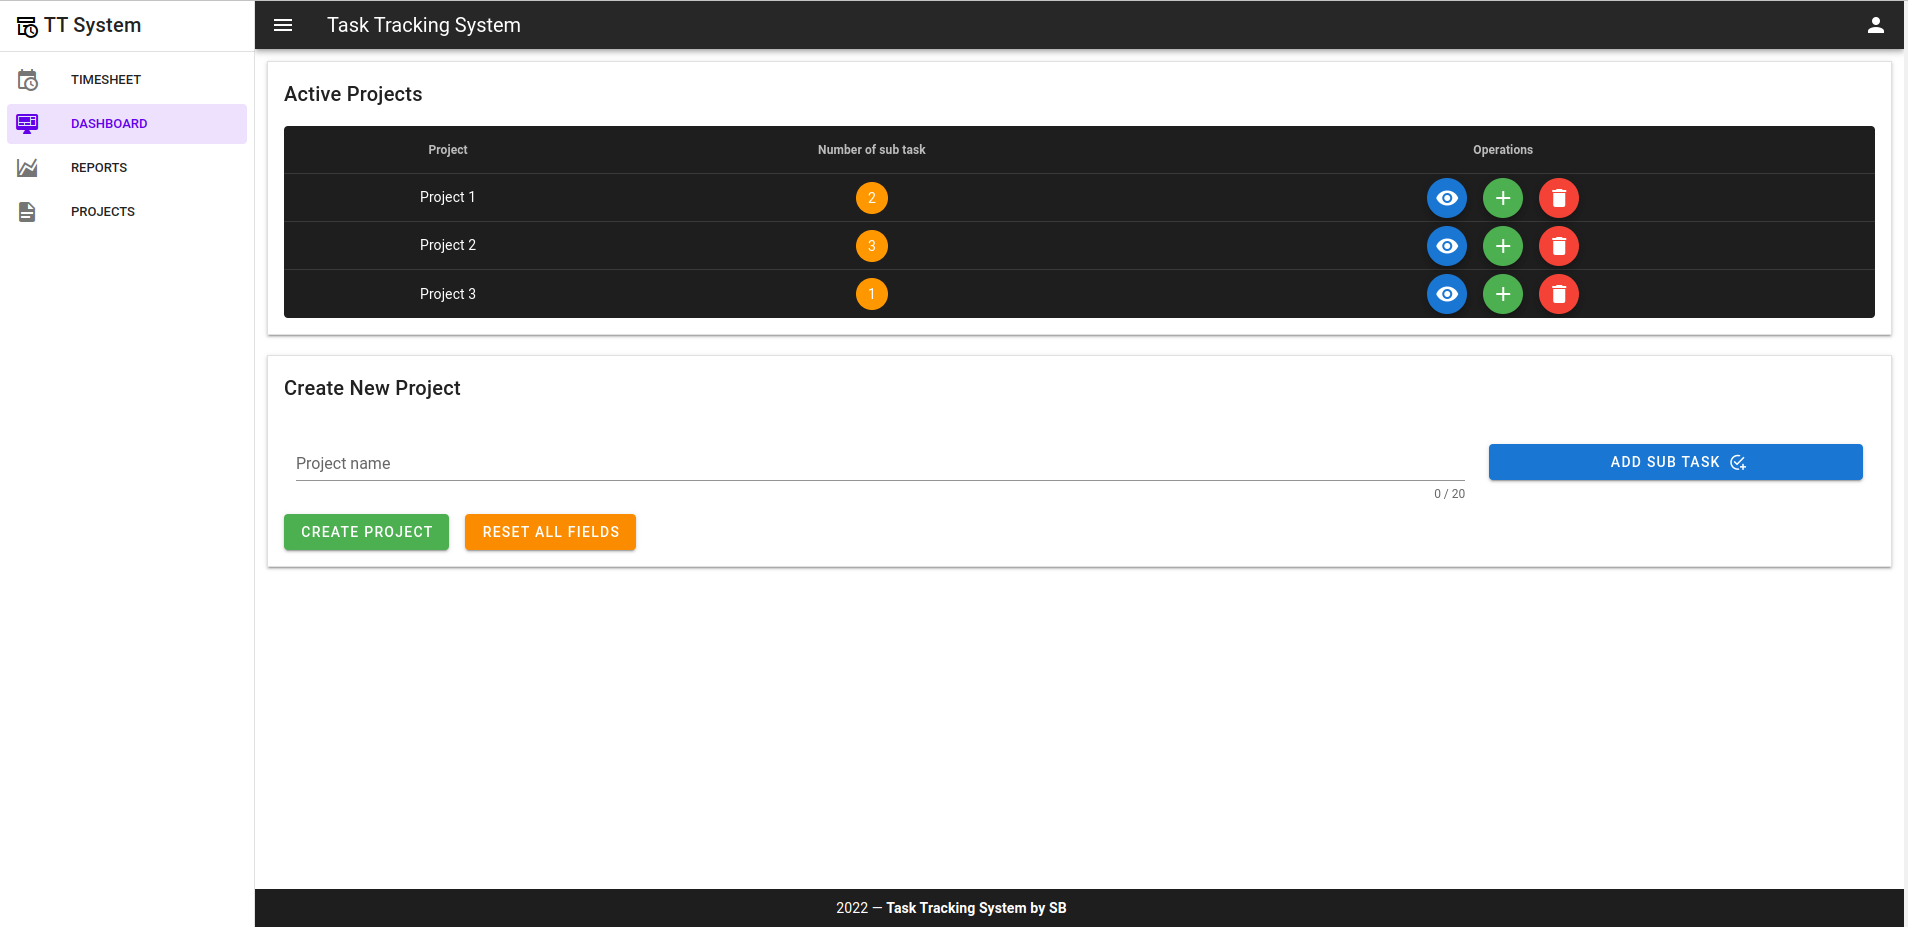 TT System
Task Tracking System
TIMESHEET
DASHBOARD
REPORTS
PROJECTS
Active Projects
Project Number of sub task Operations
Project 1 2
Project 2 3
Project 3 1
Create New Project
Project name
ADD SUB TASK
0 / 20
CREATE PROJECT RESET ALL FIELDS
2022 — Task Tracking System by SB